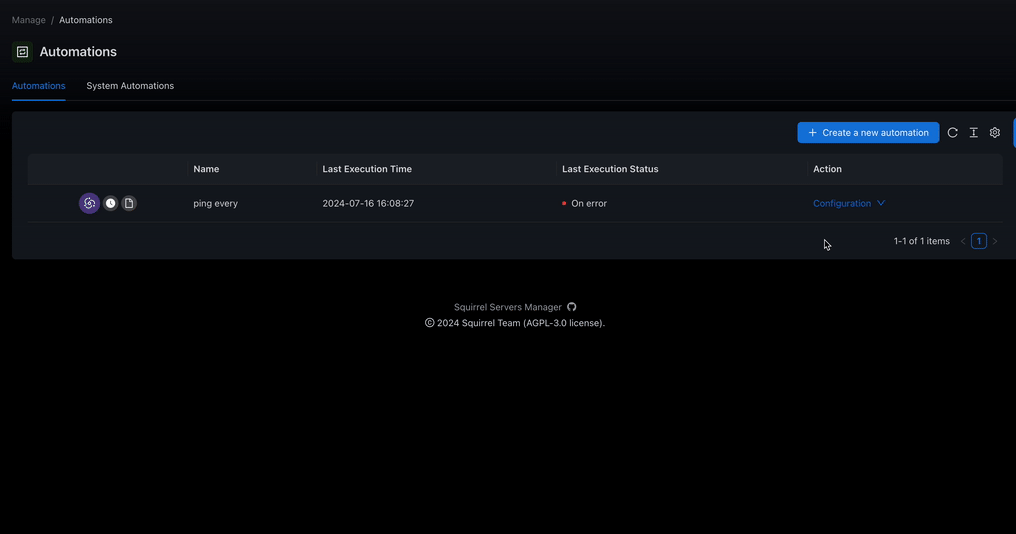 Manage / Automations
Automations
Automations System Automations
+ Create a new automation
Name Last Execution Time Last Execution Status Action
ping every 2024-07-16 16:08:27 On error Configuration
1-1 of 1 items < 1 >
Squirrel Servers Manager
© 2024 Squirrel Team (AGPL-3.0 license).